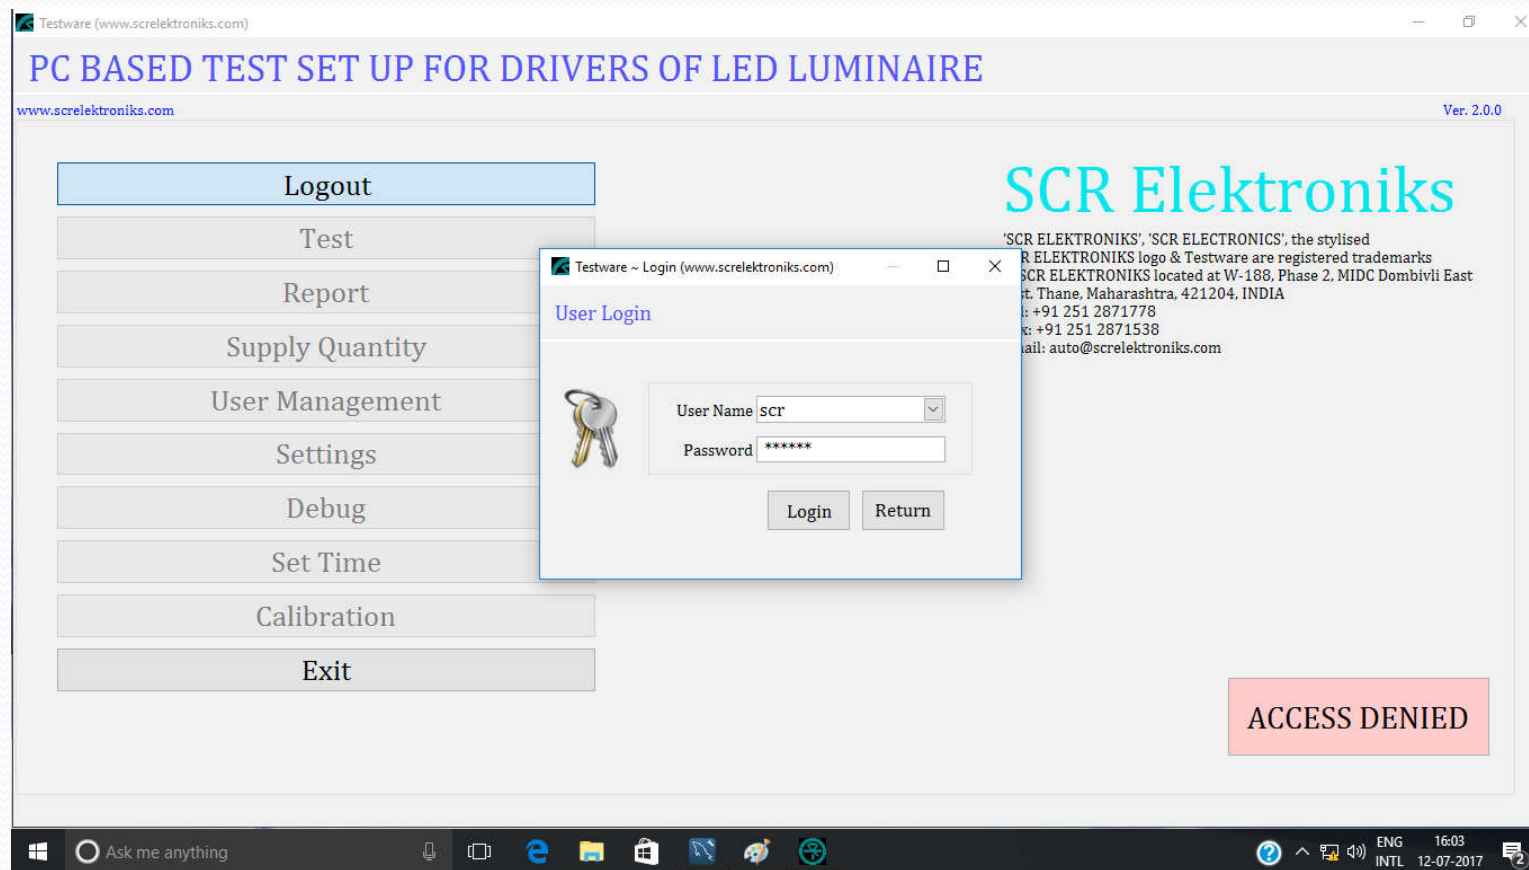 Testware (www.screlektroniks.com)
PC BASED TEST SET UP FOR DRIVERS OF LED LUMINAIRE
www.screlektroniks.com
Ver. 2.0.0
Logout
Test
Report
Supply Quantity
User Management
Settings
Debug
Set Time
Calibration
Exit
SCR Elektroniks
'SCR ELEKTRONIKS', 'SCR ELECTRONICS', the stylised
R ELEKTRONIKS logo & Testware are registered trademarks
SCR ELEKTRONIKS located at W-188, Phase 2, MIDC Dombivli East
t. Thane, Maharashtra, 421204, INDIA
: +91 251 2871778
x: +91 251 2871538
ail: auto@screlektroniks.com
Testware ~ Login (www.screlektroniks.com)
User Login
User Name scr
Password ******
Login
Return
ACCESS DENIED
Ask me anything
ENG
INTL
16:03
12-07-2017
2